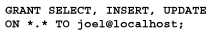 GRANT SELECT, INSERT, UPDATE
ON *.* TO joel@localhost;